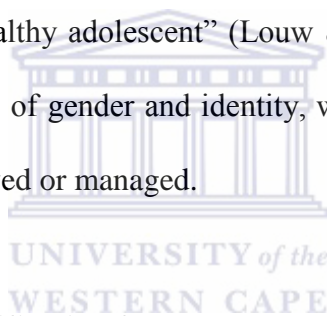 althy adolescent” (Louw
of gender and identity, w
ed or managed.
UNIVERSITY of the
WESTERN CAPE